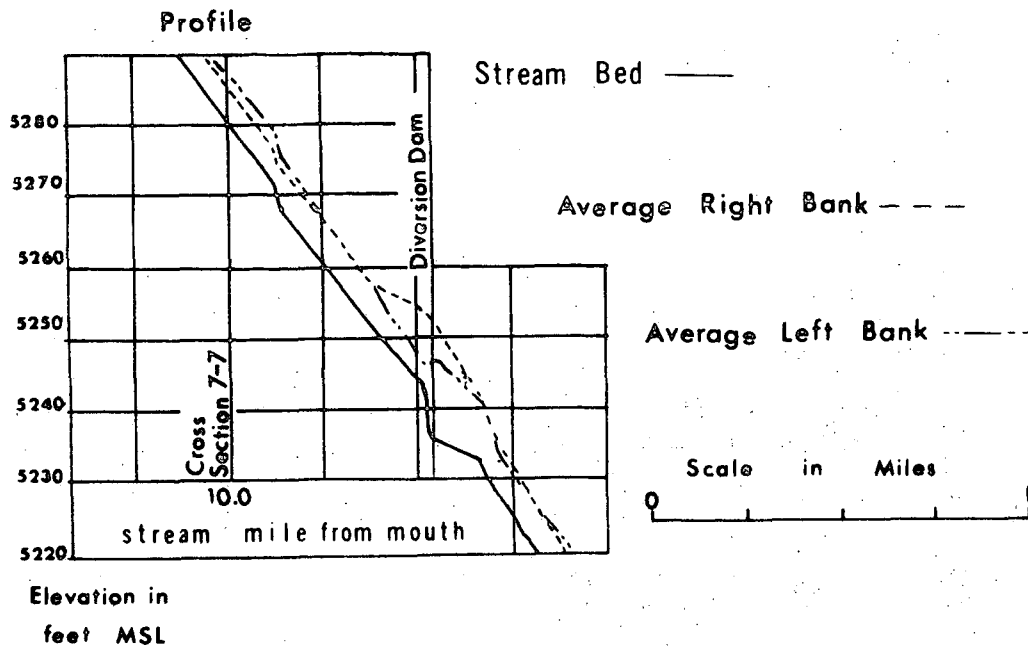 Profile
Stream Bed
Average Right Bank
Average Left Bank
Scale in Miles
0
5280
5270
5260
5250
5240
5230
5220
Diversion Dam
Cross
Section 7-7
10.0
stream mile from mouth
Elevation in
feet MSL